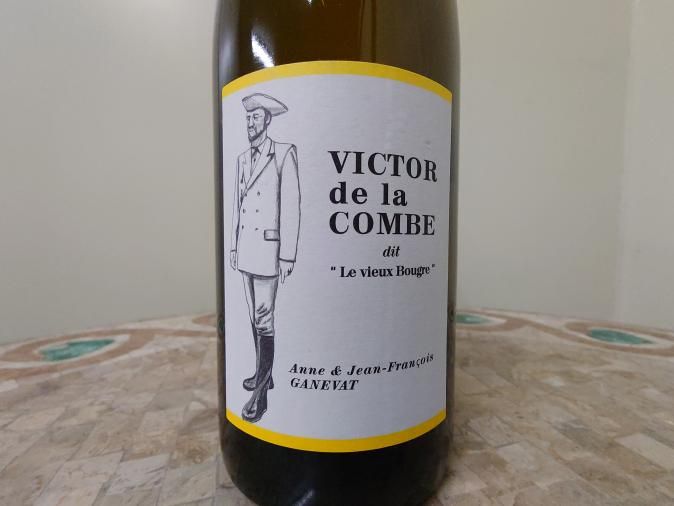 VICTOR
de la
COMBE
dit
" Le vieux Bougre "
Anne & Jean-François
GANEVAT